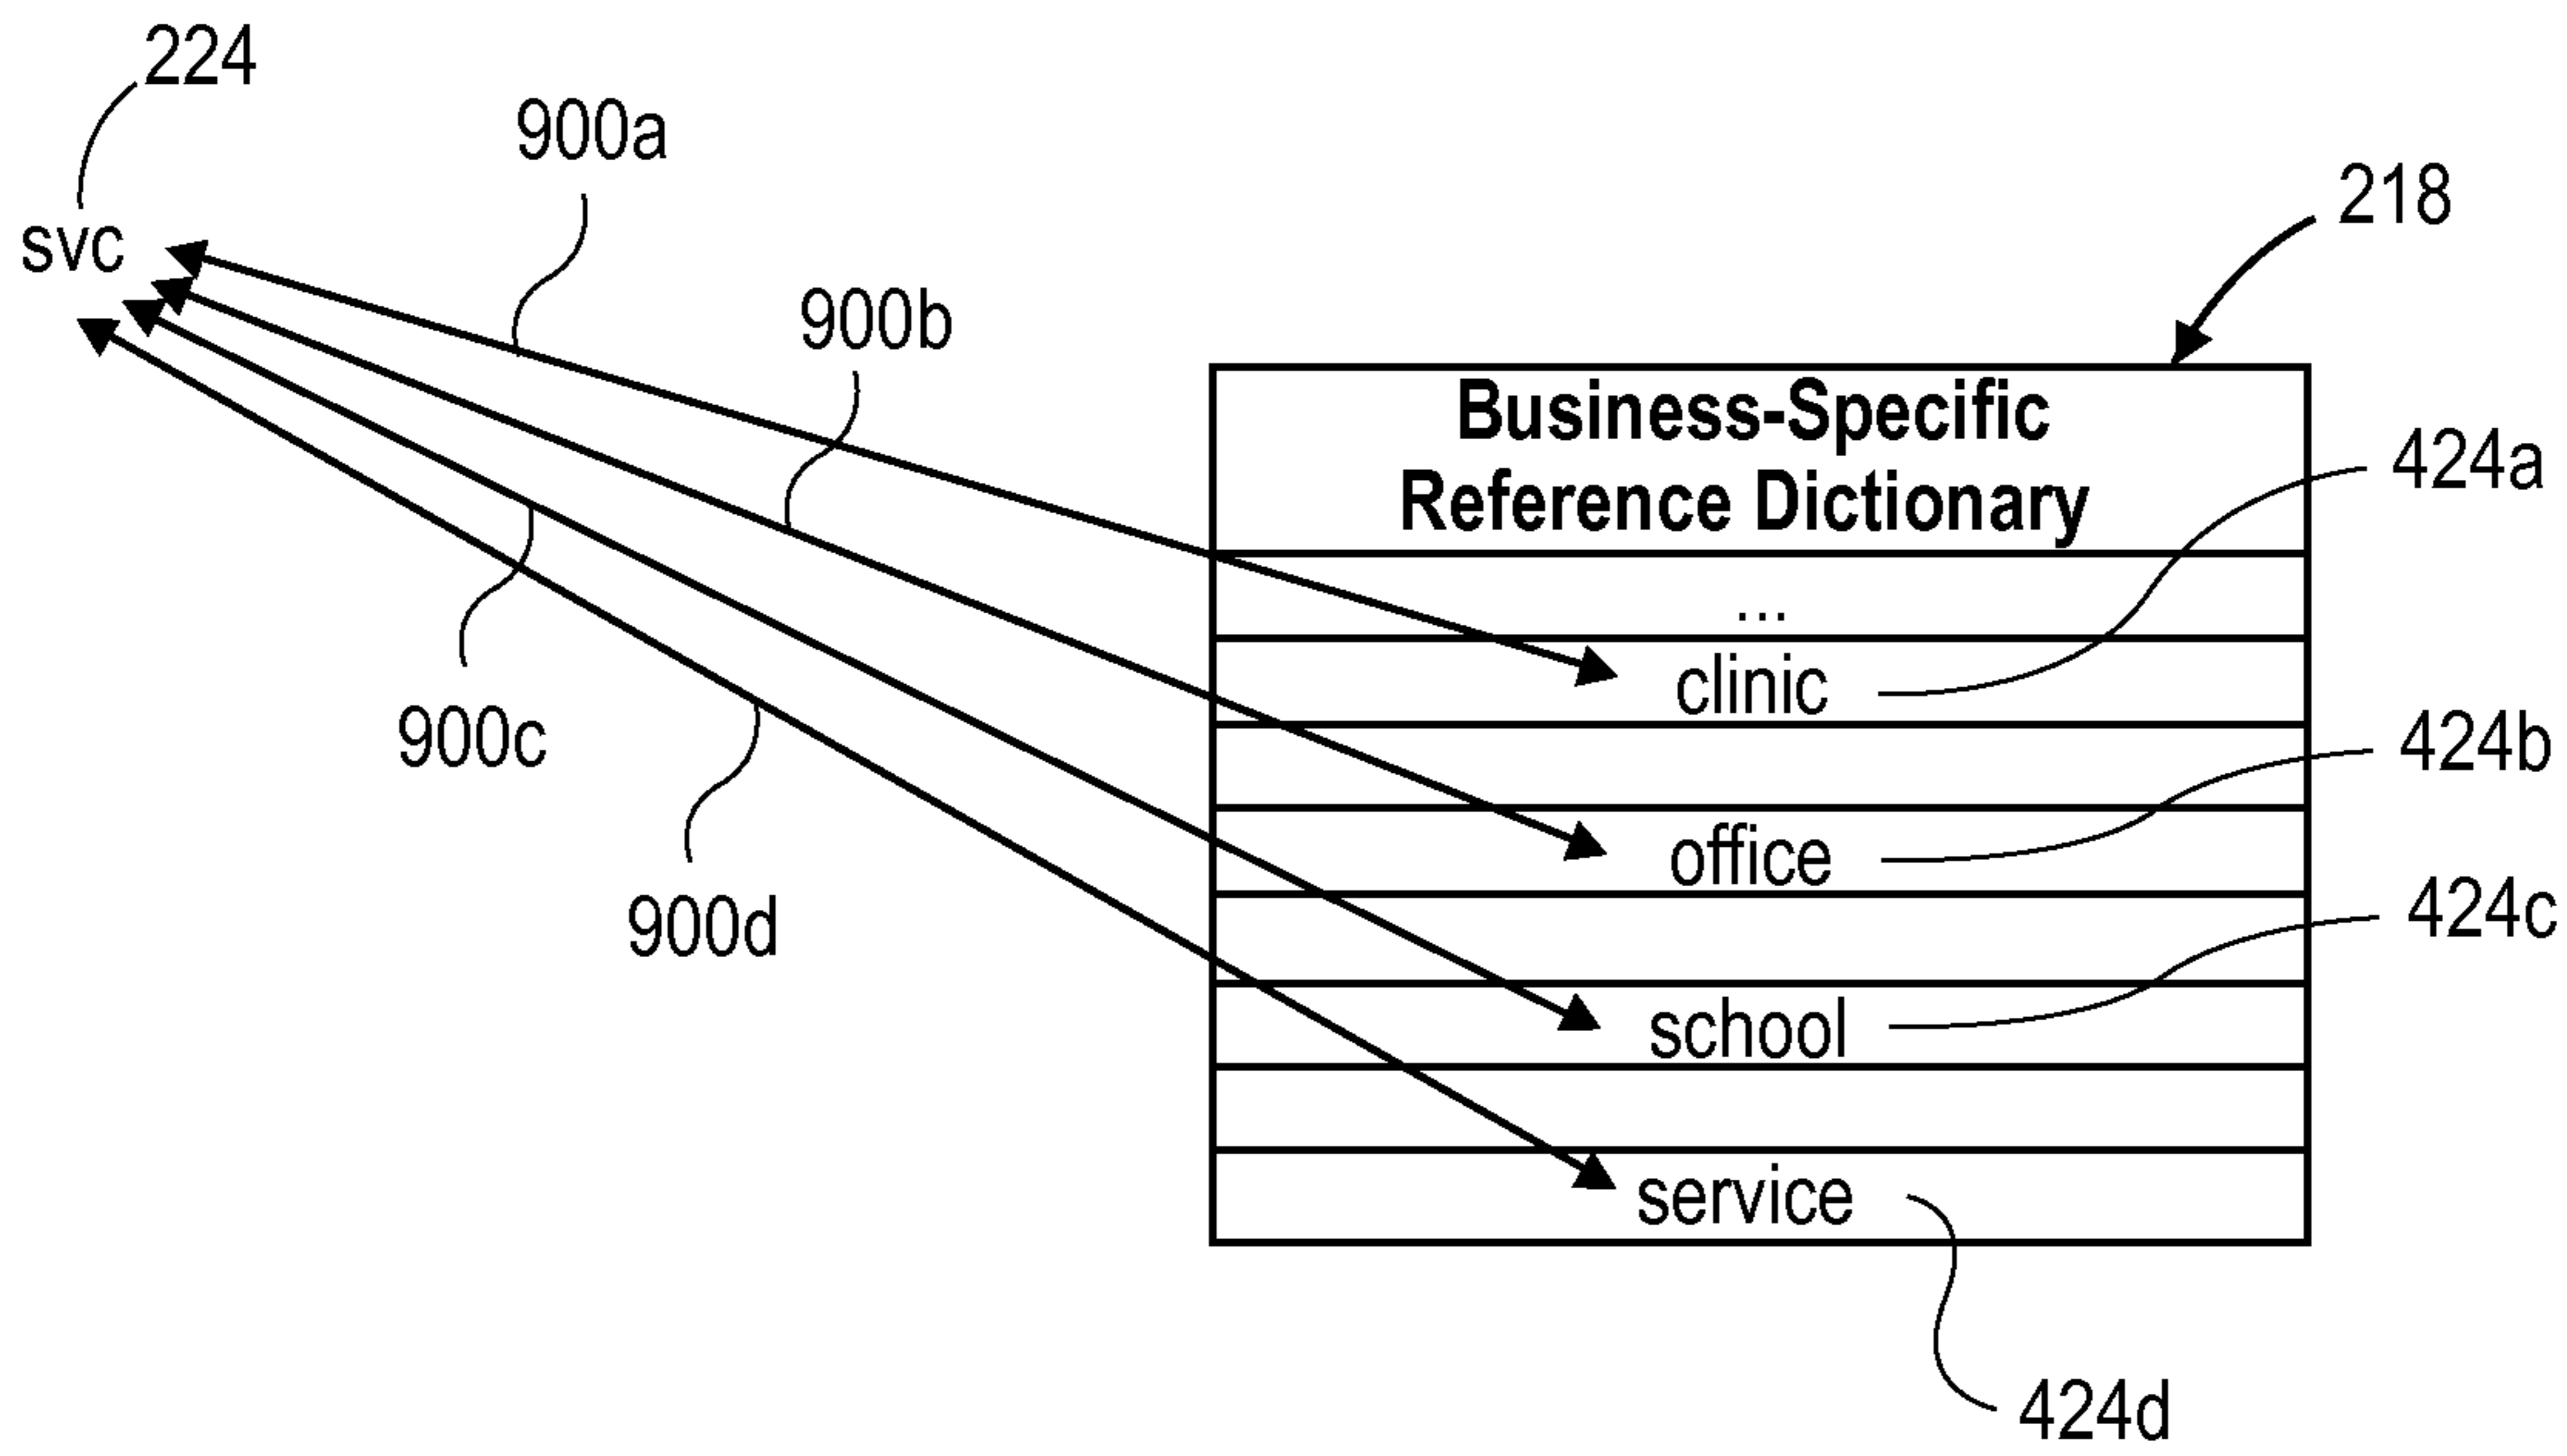 224
900a
218
svc
900b
Business-Specific
Reference Dictionary
424a
...
clinic
900c
424b
office
424c
900d
school
service
424d